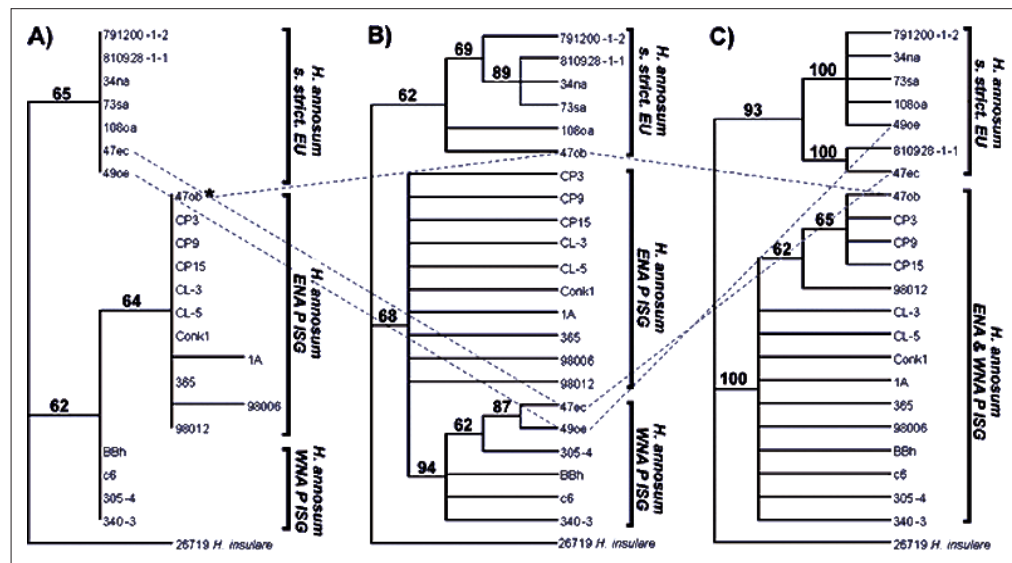 A)
791200-1-2
810928-1-1
34na
73sa
108oa
47ec
49oe
65
H. annosum
s. strict. EU
47ob *
CP3
CP9
CP15
CL-3
CL-5
Conk1
1A
365
98006
98012
64
H. annosum
ENA P ISG
62
BBh
c6
305-4
340-3
H. annosum
WNA P ISG
26719 H. insulare
B)
791200-1-2
810928-1-1
34na
73sa
108oa
47ob
69
89
62
H. annosum
s. strict. EU
CP3
CP9
CP15
CL-3
CL-5
Conk1
1A
365
98006
98012
68
H. annosum
ENA P ISG
47ec
49oe
305-4
BBh
c6
340-3
87
62
94
H. annosum
WNA P ISG
26719 H. insulare
C)
791200-1-2
34na
73sa
108oa
49oe
810928-1-1
47ec
100
93
100
H. annosum
s. strict. EU
47ob
CP3
CP9
CP15
98012
CL-3
CL-5
Conk1
1A
365
98006
BBh
c6
305-4
340-3
65
62
100
H. annosum
ENA & WNA P ISG
26719 H. insulare